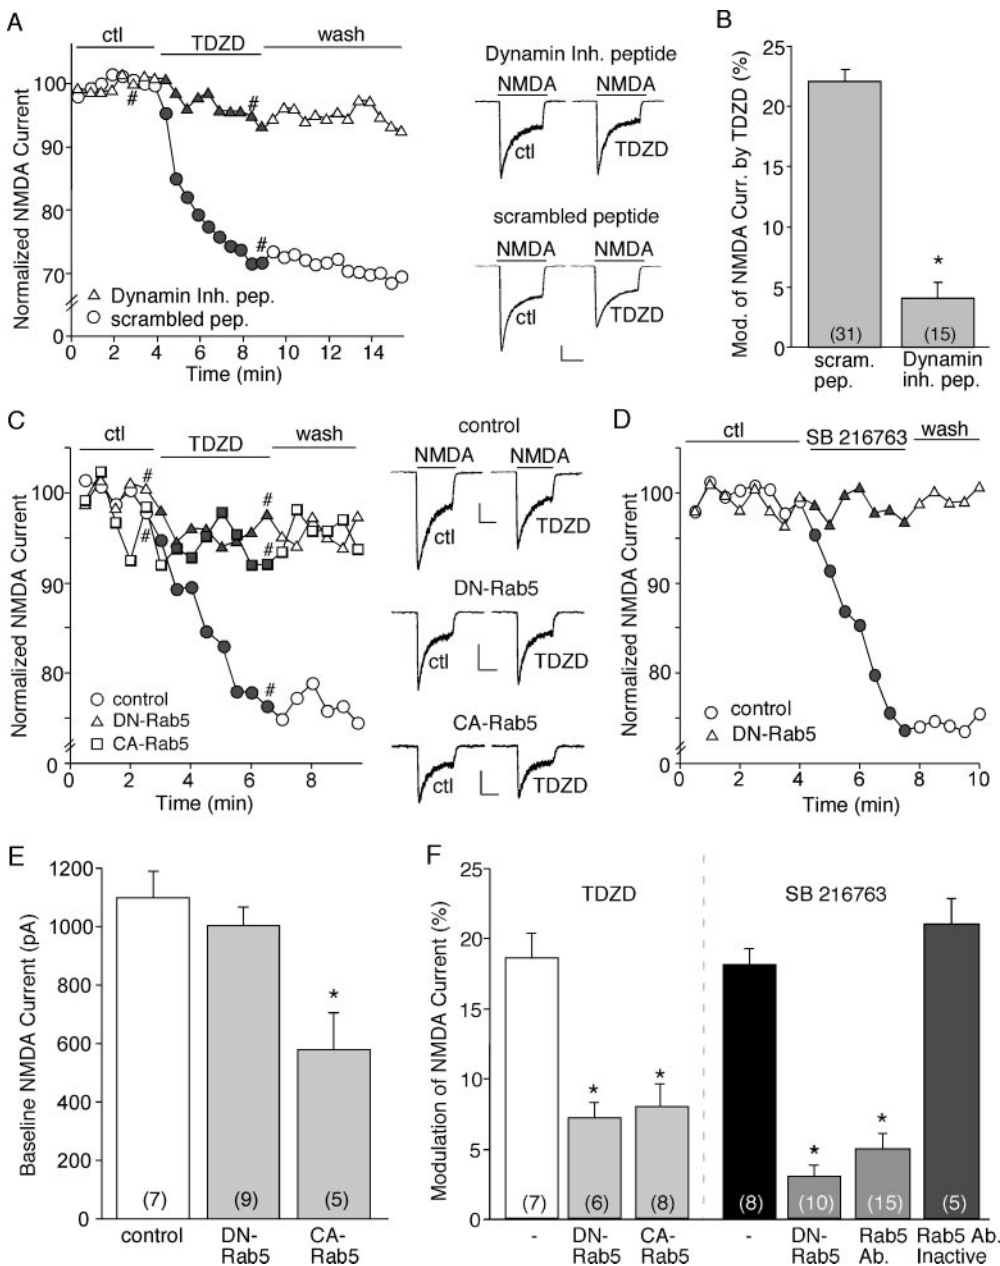 A
ctl
TDZD
wash
Normalized NMDA Current
100
90
80
70
0
#
#
#
Dynamin Inh. pep.
scrambled pep.
0 2 4 6 8 10 12 14
Time (min)
Dynamin Inh. peptide
NMDA NMDA
ctl TDZD
scrambled peptide
NMDA NMDA
ctl TDZD
B
Mod. of NMDA Curr. by TDZD (%)
25
20
15
10
5
0
*
(31) (15)
scram. pep.
Dynamin inh. pep.
C
ctl
TDZD
wash
Normalized NMDA Current
100
90
80
0
#
#
#
#
#
control
DN-Rab5
CA-Rab5
0 2 4 6 8
Time (min)
control
NMDA NMDA
ctl TDZD
DN-Rab5
ctl TDZD
CA-Rab5
ctl TDZD
D
ctl
SB 216763
wash
Normalized NMDA Current
100
90
80
0
control
DN-Rab5
0 2 4 6 8 10
Time (min)
E
Baseline NMDA Current (pA)
1200
1000
800
600
400
200
0
*
(7) (9) (5)
control
DN-Rab5
CA-Rab5
F
Modulation of NMDA Current (%)
25
20
15
10
5
0
TDZD
SB 216763
* * * *
(7) (6) (8) (8) (10) (15) (5)
-
DN-Rab5
CA-Rab5
-
DN-Rab5
Rab5 Ab.
Rab5 Ab. Inactive